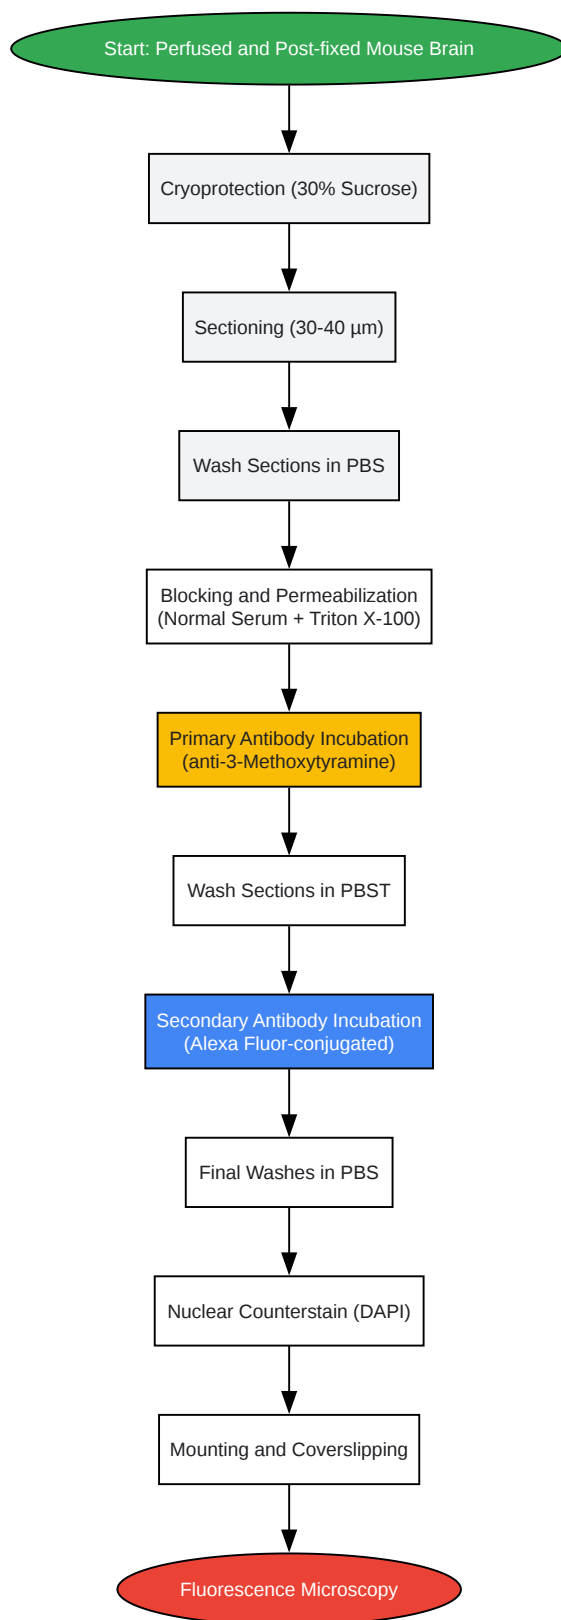 Start: Perfused and Post-fixed Mouse Brain
Cryoprotection (30% Sucrose)
Sectioning (30-40 µm)
Wash Sections in PBS
Blocking and Permeabilization
(Normal Serum + Triton X-100)
Primary Antibody Incubation
(anti-3-Methoxytyramine)
Wash Sections in PBST
Secondary Antibody Incubation
(Alexa Fluor-conjugated)
Final Washes in PBS
Nuclear Counterstain (DAPI)
Mounting and Coverslipping
Fluorescence Microscopy